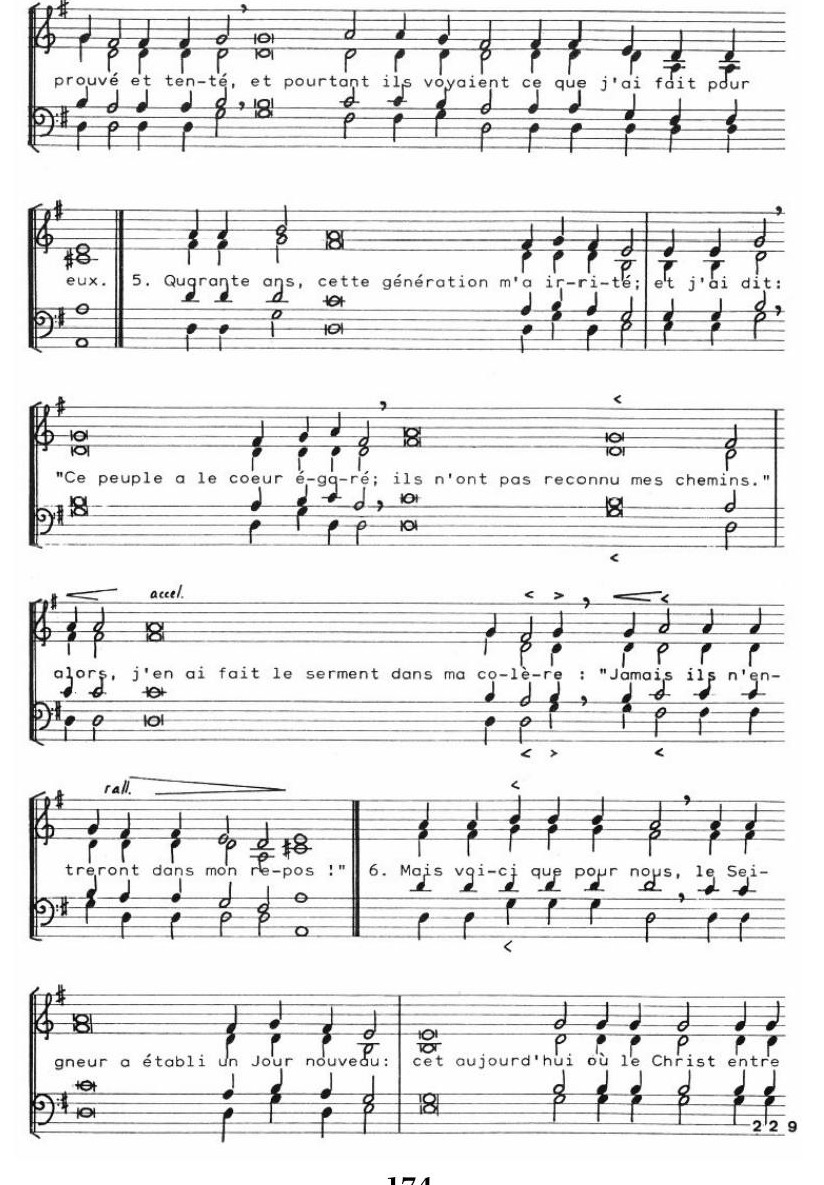 prouvé et ten-té, et pourtant ils voyaient ce que j'ai fait pour
eux. 5. Quarante ans, cette génération m'a ir-ri-té; et j'ai dit:
"Ce peuple a le coeur é-ga-ré; ils n'ont pas reconnu mes chemins."
accel.
alors, j'en ai fait le serment dans ma co-lè-re : "Jamais ils n'en-
rall.
treront dans mon re-pos !" 6. Mais voi-ci que pour nous, le Sei-
gneur a établi un Jour nouveau: cet aujourd'hui où le Christ entre
229
174